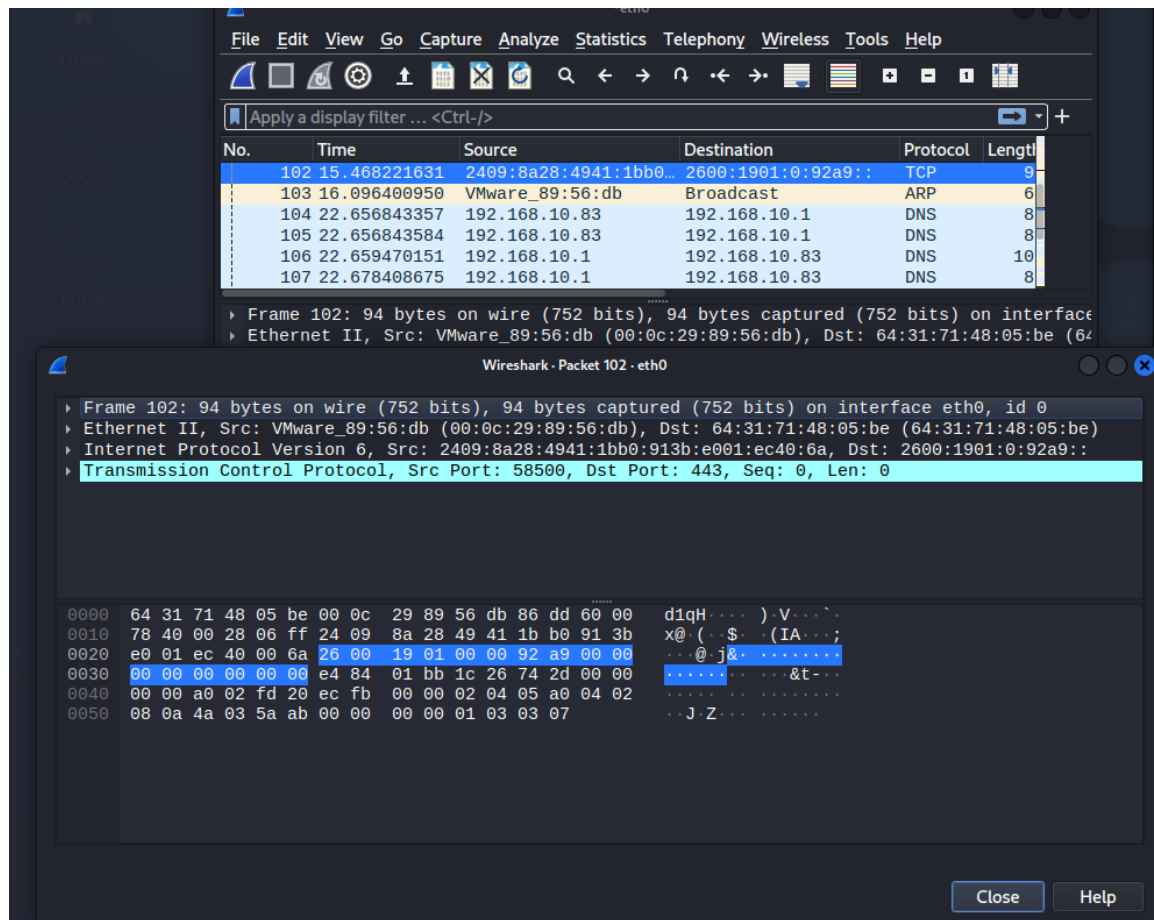 File Edit View Go Capture Analyze Statistics Telephony Wireless Tools Help
Apply a display filter ... <Ctrl-/>
No. Time Source Destination Protocol Length
102 15.468221631 2409:8a28:4941:1bb0… 2600:1901:0:92a9:: TCP 9
103 16.096400950 VMware_89:56:db Broadcast ARP 6
104 22.656843357 192.168.10.83 192.168.10.1 DNS 8
105 22.656843584 192.168.10.83 192.168.10.1 DNS 8
106 22.659470151 192.168.10.1 192.168.10.83 DNS 10
107 22.678408675 192.168.10.1 192.168.10.83 DNS 8
Frame 102: 94 bytes on wire (752 bits), 94 bytes captured (752 bits) on interface
Ethernet II, Src: VMware_89:56:db (00:0c:29:89:56:db), Dst: 64:31:71:48:05:be (64
Home
Server
Client
Wireshark · Packet 102 · eth0
Frame 102: 94 bytes on wire (752 bits), 94 bytes captured (752 bits) on interface eth0, id 0
Ethernet II, Src: VMware_89:56:db (00:0c:29:89:56:db), Dst: 64:31:71:48:05:be (64:31:71:48:05:be)
Internet Protocol Version 6, Src: 2409:8a28:4941:1bb0:913b:e001:ec40:6a, Dst: 2600:1901:0:92a9::
Transmission Control Protocol, Src Port: 58500, Dst Port: 443, Seq: 0, Len: 0
0000 64 31 71 48 05 be 00 0c 29 89 56 db 86 dd 60 00 d1qH···· )·V···`·
0010 78 40 00 28 06 ff 24 09 8a 28 49 41 1b b0 91 3b x@·(··$· ·(IA···;
0020 e0 01 ec 40 00 6a 26 00 19 01 00 00 92 a9 00 00 ···@·j&· ········
0030 00 00 00 00 00 00 e4 84 01 bb 1c 26 74 2d 00 00 ········ ···&t-··
0040 00 00 a0 02 fd 20 ec fb 00 00 02 04 05 a0 04 02 ····· ·· ········
0050 08 0a 4a 03 5a ab 00 00 00 00 01 03 03 07 ··J·Z··· ······
Close Help